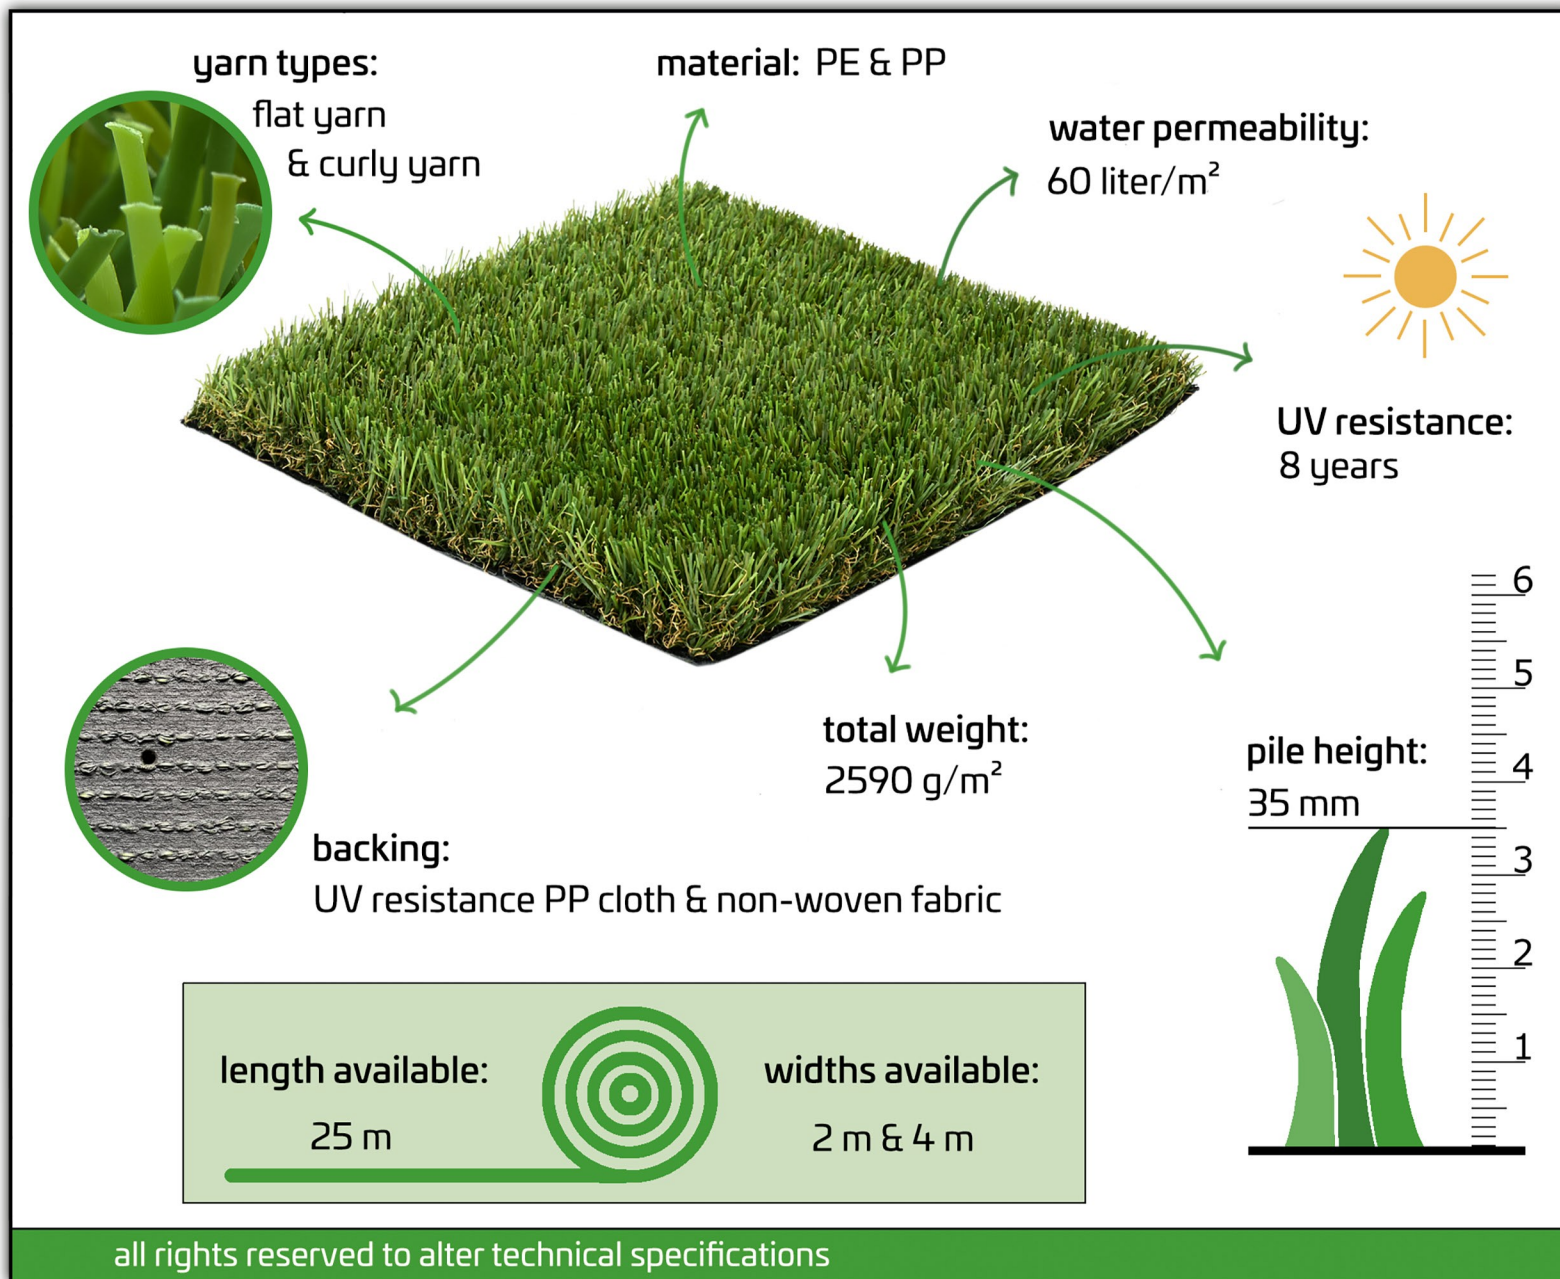 yarn types:
flat yarn
& curly yarn
material: PE & PP
water permeability:
60 liter/m²
UV resistance:
8 years
6
5
4
3
2
1
pile height:
35 mm
total weight:
2590 g/m²
backing:
UV resistance PP cloth & non-woven fabric
length available:
25 m
widths available:
2 m & 4 m
all rights reserved to alter technical specifications